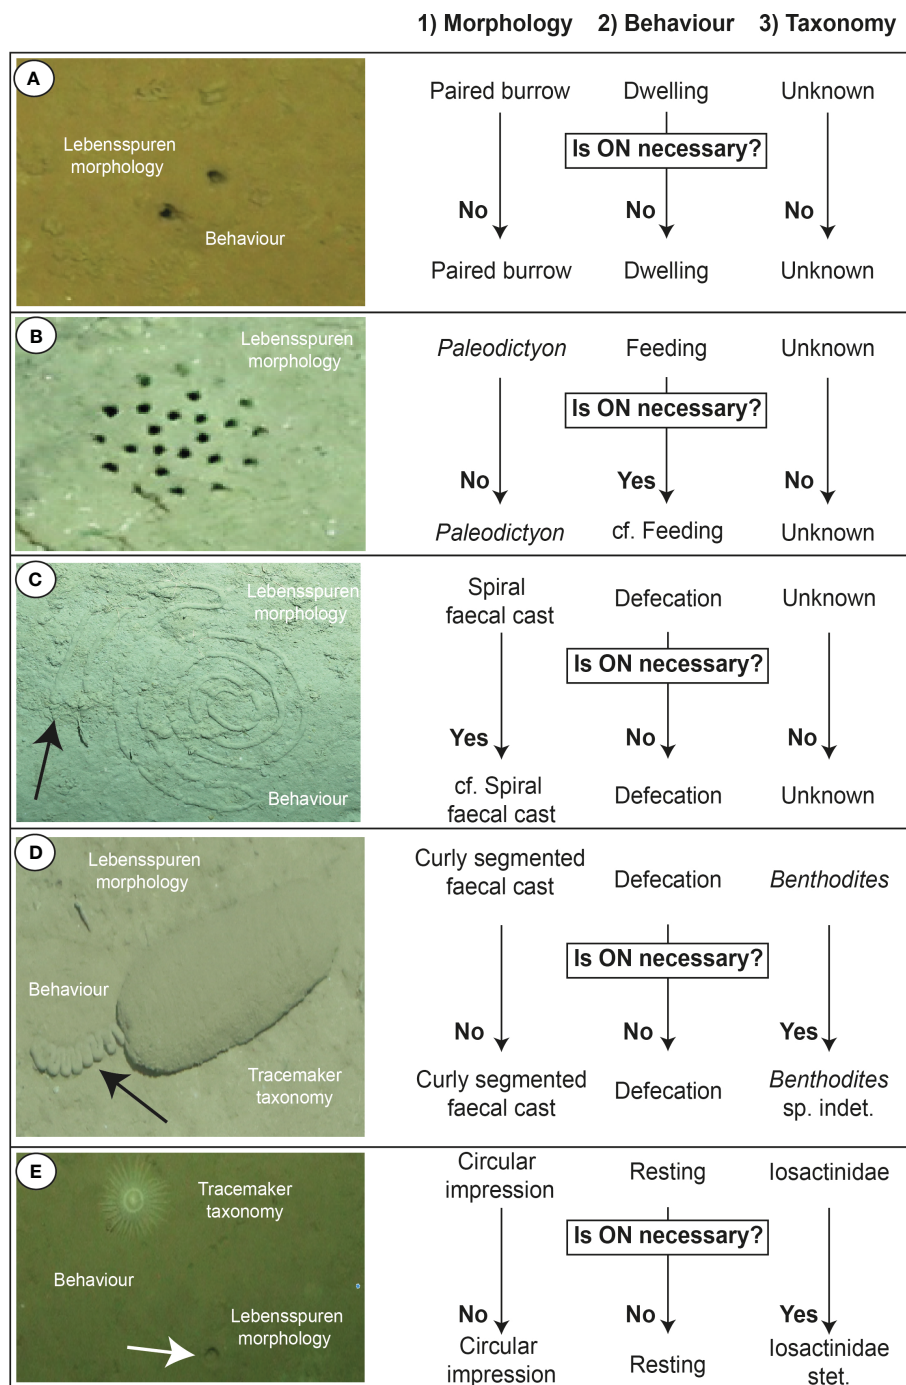 1) Morphology 2) Behaviour 3) Taxonomy
A
Lebensspuren
morphology
Behaviour
Paired burrow Dwelling Unknown
Is ON necessary?
No No No
Paired burrow Dwelling Unknown
B
Lebensspuren
morphology
Paleodictyon Feeding Unknown
Is ON necessary?
No Yes No
Paleodictyon cf. Feeding Unknown
C
Lebensspuren
morphology
Behaviour
Spiral
faecal cast
Defecation
Unknown
Is ON necessary?
Yes No No
cf. Spiral
faecal cast
Defecation
Unknown
D
Lebensspuren
morphology
Behaviour
Tracemaker
taxonomy
Curly segmented
faecal cast
Defecation
Benthodites
Is ON necessary?
No No Yes
Curly segmented
faecal cast
Defecation
Benthodites
sp. indet.
E
Tracemaker
taxonomy
Behaviour
Lebensspuren
morphology
Circular
impression
Resting
Iosactinidae
Is ON necessary?
No No Yes
Circular
impression
Resting
Iosactinidae
stet.